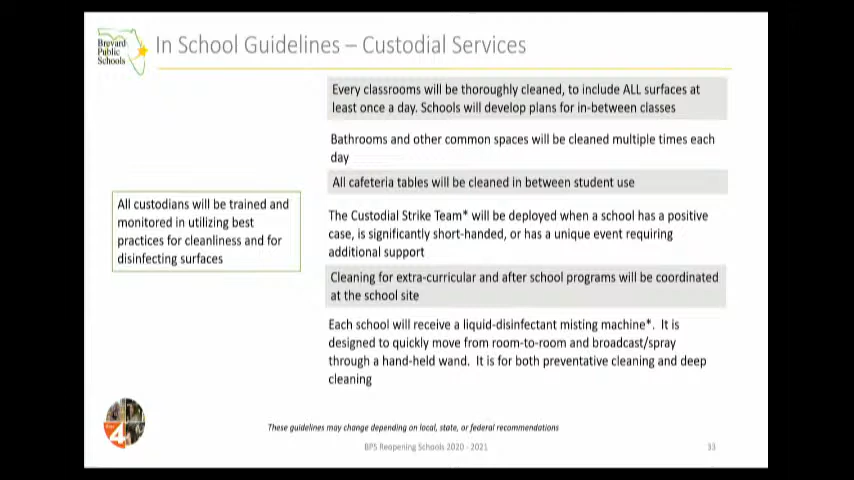 Brevard
Public
Schools
In School Guidelines – Custodial Services
All custodians will be trained and
monitored in utilizing best
practices for cleanliness and for
disinfecting surfaces
Every classrooms will be thoroughly cleaned, to include ALL surfaces at
least once a day. Schools will develop plans for in-between classes
Bathrooms and other common spaces will be cleaned multiple times each
day
All cafeteria tables will be cleaned in between student use
The Custodial Strike Team* will be deployed when a school has a positive
case, is significantly short-handed, or has a unique event requiring
additional support
Cleaning for extra-curricular and after school programs will be coordinated
at the school site
Each school will receive a liquid-disinfectant misting machine*. It is
designed to quickly move from room-to-room and broadcast/spray
through a hand-held wand. It is for both preventative cleaning and deep
cleaning
These guidelines may change depending on local, state, or federal recommendations
BPS Reopening Schools 2020 - 2021
33